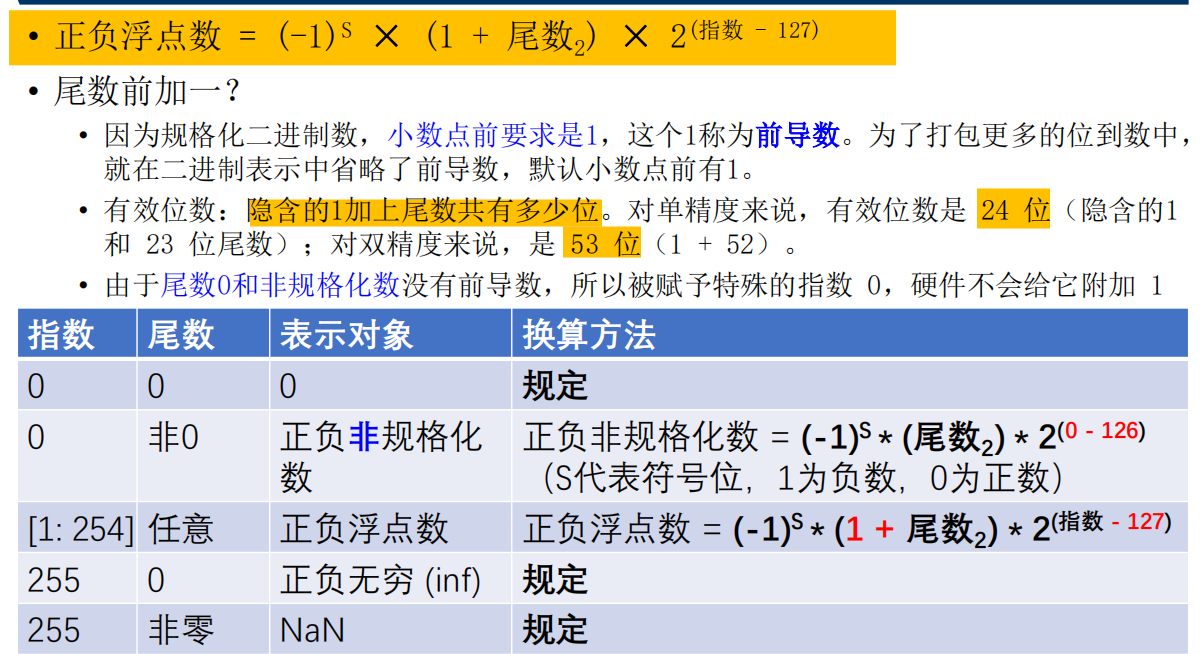 • 正负浮点数 = (-1)ˢ × (1 + 尾数₂) × 2^(指数 - 127)
• 尾数前加一？
• 因为规格化二进制数，小数点前要求是1，这个1称为前导数。为了打包更多的位到数中，
就在二进制表示中省略了前导数，默认小数点前有1。
• 有效位数：隐含的1加上尾数共有多少位。对单精度来说，有效位数是 24 位（隐含的1
和 23 位尾数）；对双精度来说，是 53 位（1 + 52）。
• 由于尾数0和非规格化数没有前导数，所以被赋予特殊的指数 0，硬件不会给它附加 1
指数 尾数 表示对象 换算方法
0 0 0 规定
0 非0 正负非规格化 正负非规格化数 = (-1)ˢ * (尾数₂) * 2^(0 - 126)
数 （S代表符号位，1为负数，0为正数）
[1: 254] 任意 正负浮点数 正负浮点数 = (-1)ˢ * (1 + 尾数₂) * 2^(指数 - 127)
255 0 正负无穷 (inf) 规定
255 非零 NaN 规定